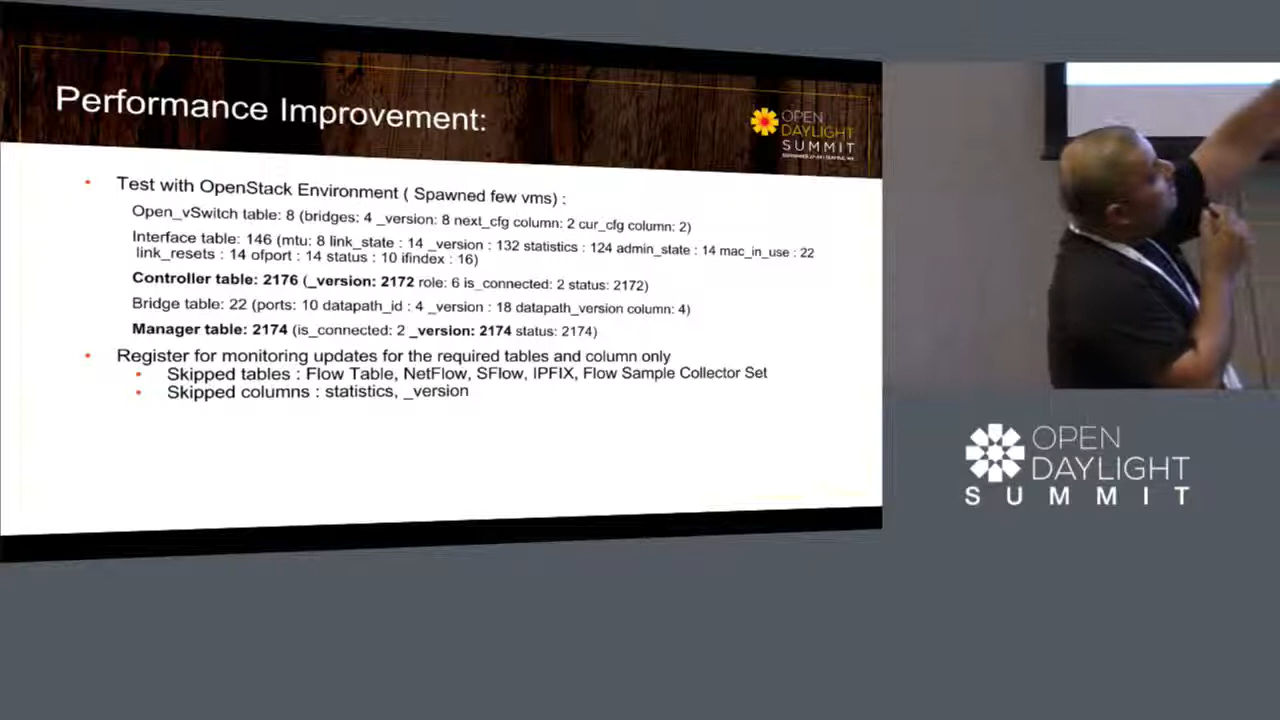 Performance Improvement:
OPEN
DAYLIGHT
SUMMIT
Test with OpenStack Environment ( Spawned few vms) :
Open_vSwitch table: 8 (bridges: 4 _version: 8 next_cfg column: 2 cur_cfg column: 2)
Interface table: 146 (mtu: 8 link_state : 14 _version : 132 statistics : 124 admin_state : 14 mac_in_use : 22
link_resets : 14 ofport : 14 status : 10 ifindex : 16)
Controller table: 2176 (_version: 2172 role: 6 is_connected: 2 status: 2172)
Bridge table: 22 (ports: 10 datapath_id : 4 _version : 18 datapath_version column: 4)
Manager table: 2174 (is_connected: 2 _version: 2174 status: 2174)
Register for monitoring updates for the required tables and column only
Skipped tables : Flow Table, NetFlow, SFlow, IPFIX, Flow Sample Collector Set
Skipped columns : statistics, _version
OPEN
DAYLIGHT
SUMMIT